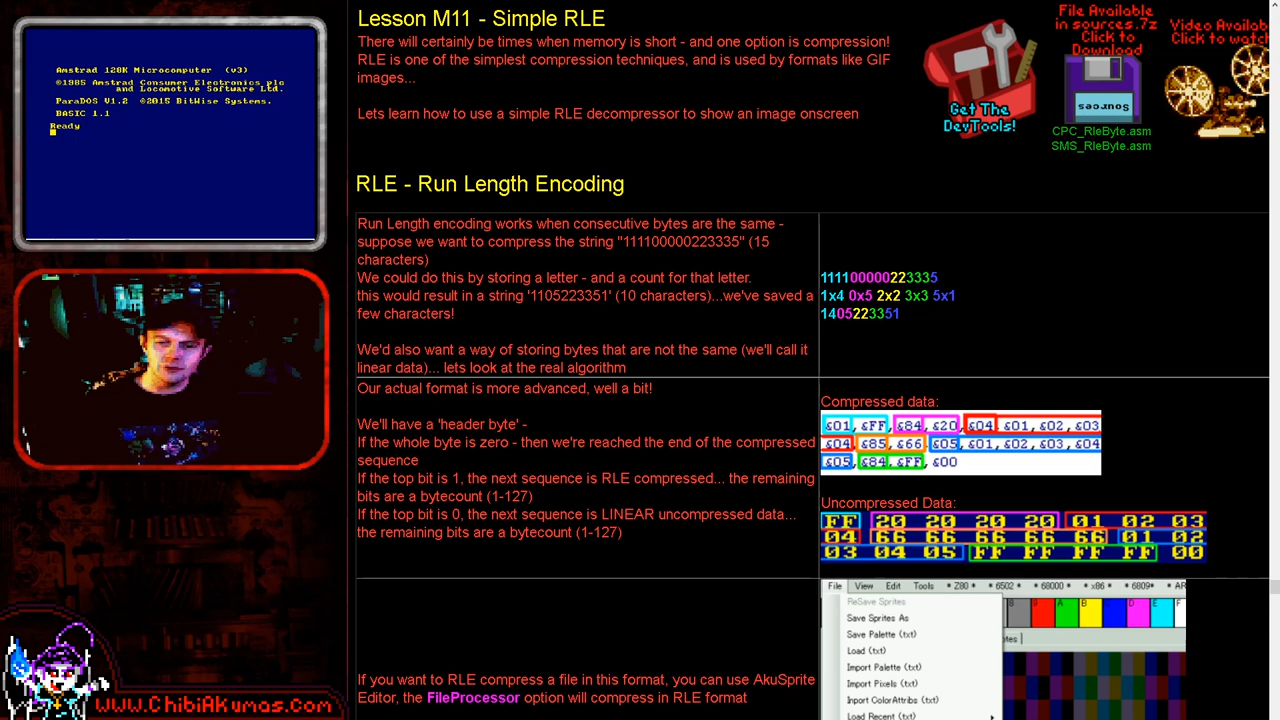 Amstrad 128K Microcomputer (v3)
©1985 Amstrad Consumer Electronics plc
and Locomotive Software Ltd.
ParaDOS V1.2 ©2015 BitWise Systems.
BASIC 1.1
Ready
www.ChibiAkumas.com
Lesson M11 - Simple RLE
There will certainly be times when memory is short - and one option is compression!
RLE is one of the simplest compression techniques, and is used by formats like GIF
images...
Lets learn how to use a simple RLE decompressor to show an image onscreen
Get The
DevTools!
File Available
in sources.7z
Click to
Download
Sources
CPC_RleByte.asm
SMS_RleByte.asm
Video Availab
Click to watch
RLE - Run Length Encoding
Run Length encoding works when consecutive bytes are the same -
suppose we want to compress the string "111100000223335" (15
characters)
We could do this by storing a letter - and a count for that letter.
this would result in a string '1105223351' (10 characters)...we've saved a
few characters!
We'd also want a way of storing bytes that are not the same (we'll call it
linear data)... lets look at the real algorithm
111100000223335
1x4 0x5 2x2 3x3 5x1
1405223351
Our actual format is more advanced, well a bit!
We'll have a 'header byte' -
If the whole byte is zero - then we're reached the end of the compressed
sequence
If the top bit is 1, the next sequence is RLE compressed... the remaining
bits are a bytecount (1-127)
If the top bit is 0, the next sequence is LINEAR uncompressed data...
the remaining bits are a bytecount (1-127)
Compressed data:
&01,&FF,&84,&20,&04,&01,&02,&03
&04,&85,&66,&05,&01,&02,&03,&04
&05,&84,&FF,&00
Uncompressed Data:
FF 20 20 20 20 01 02 03
04 66 66 66 66 66 01 02
03 04 05 FF FF FF FF 00
If you want to RLE compress a file in this format, you can use AkuSprite
Editor, the FileProcessor option will compress in RLE format
File View Edit Tools * Z80 * * 6502 * * 68000 * * x86 * * 6809* * AR
ReSave Sprites
Save Sprites As
Save Palette (txt)
Load (txt)
Import Palette (txt)
Import Pixels (txt)
Inport ColorAttribs (txt)
Load Recent (txt)
8 9 A B C D E F
otes